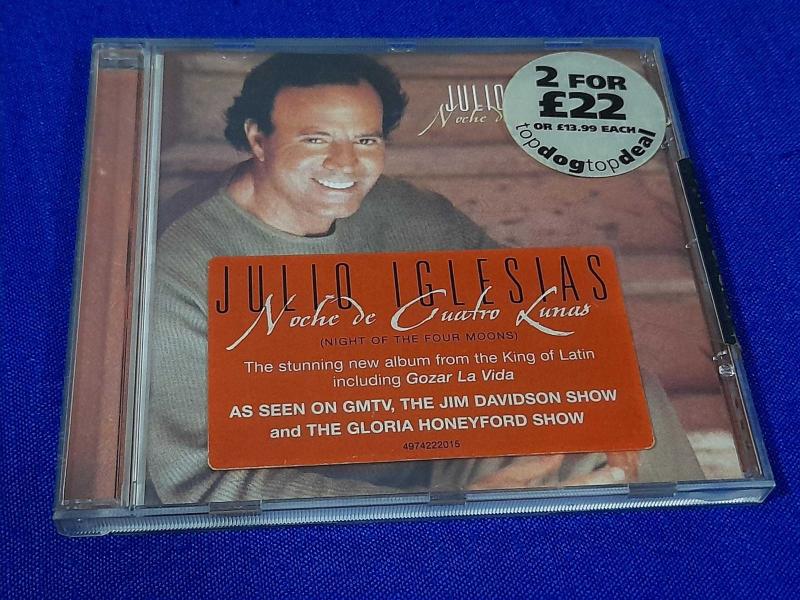 JULIO
Noche de
2 FOR
£22
OR £13.99 EACH
topdogtopdeal
JULIO IGLESIAS
Noche de Cuatro Lunas
(NIGHT OF THE FOUR MOONS)
The stunning new album from the King of Latin
including Gozar La Vida
AS SEEN ON GMTV, THE JIM DAVIDSON SHOW
and THE GLORIA HONEYFORD SHOW
4974222015